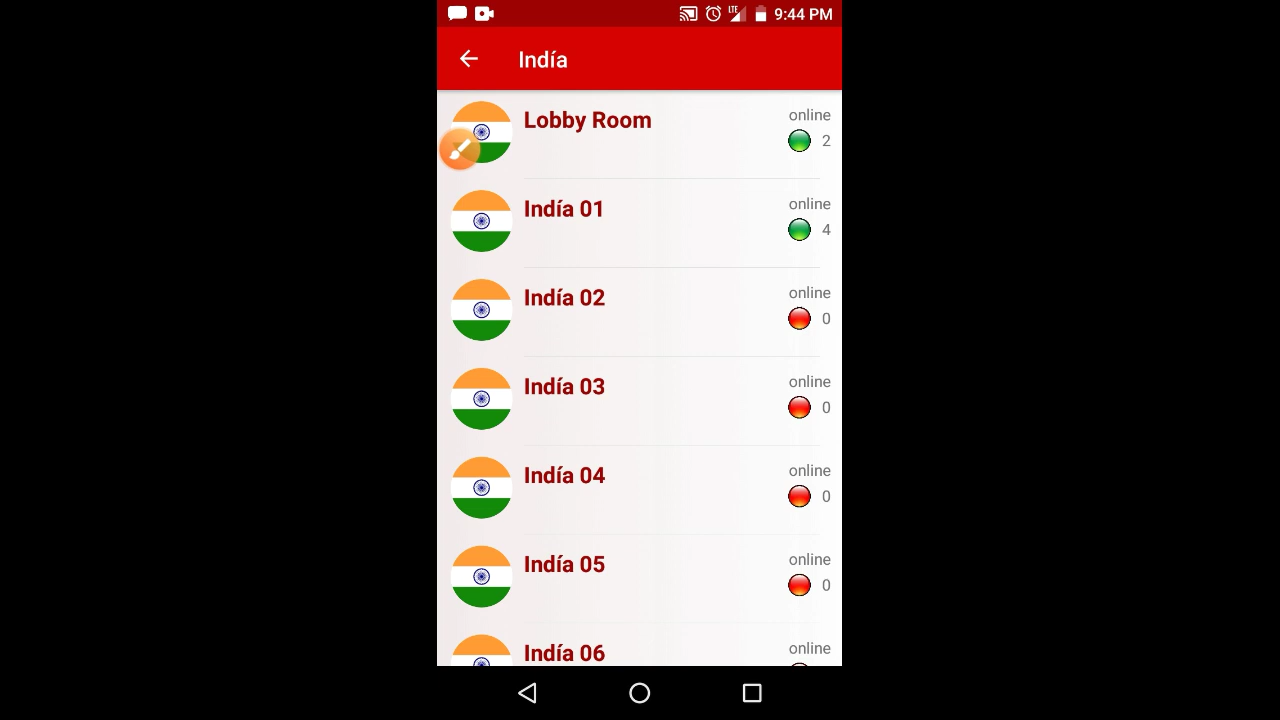 LTE 9:44 PM
Indía
Lobby Room
online
2
Indía 01
online
4
Indía 02
online
0
Indía 03
online
0
Indía 04
online
0
Indía 05
online
0
Indía 06
online